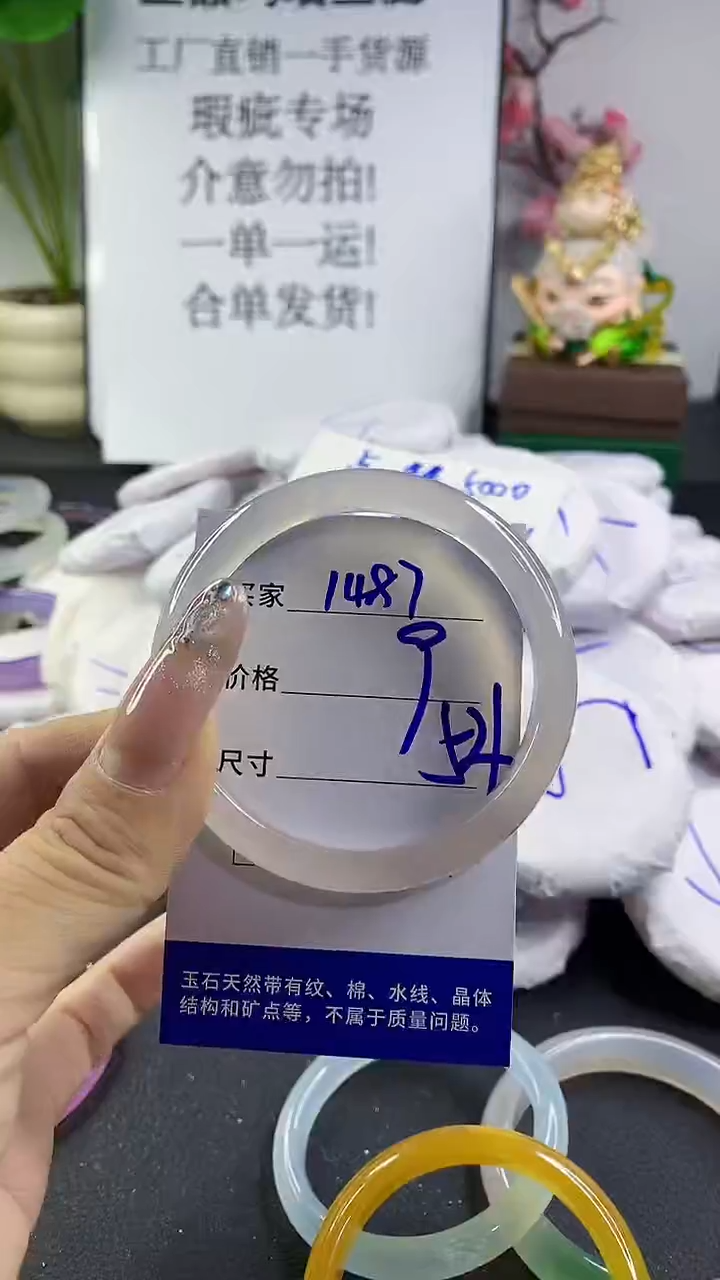 工厂直销一手货源
瑕疵专场
介意勿拍!
一单一运!
合单发货!
买家 1487
价格
尺寸 54
玉石天然带有纹、棉、水线、晶体
结构和矿点等，不属于质量问题。